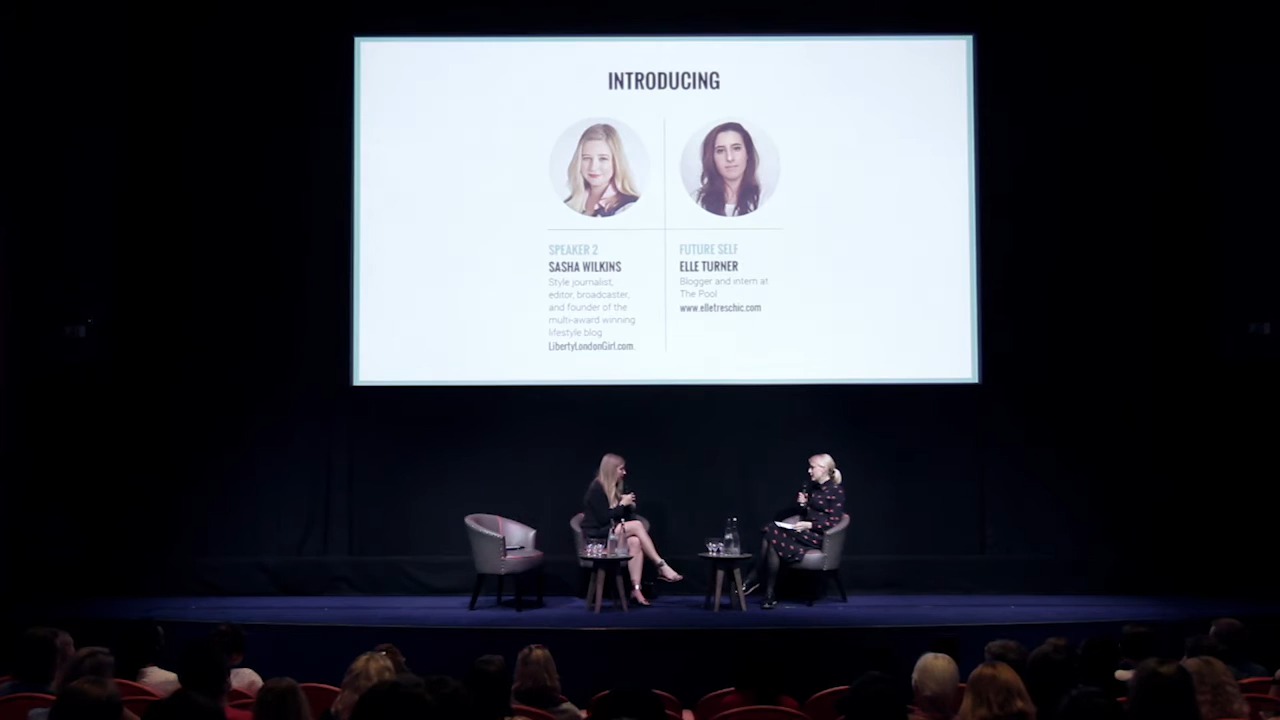 INTRODUCING
SPEAKER 2
SASHA WILKINS
Style journalist,
editor, broadcaster,
and founder of the
multi-award winning
lifestyle blog
LibertyLondonGirl.com.
FUTURE SELF
ELLE TURNER
Blogger and intern at
The Pool
www.elletreschic.com